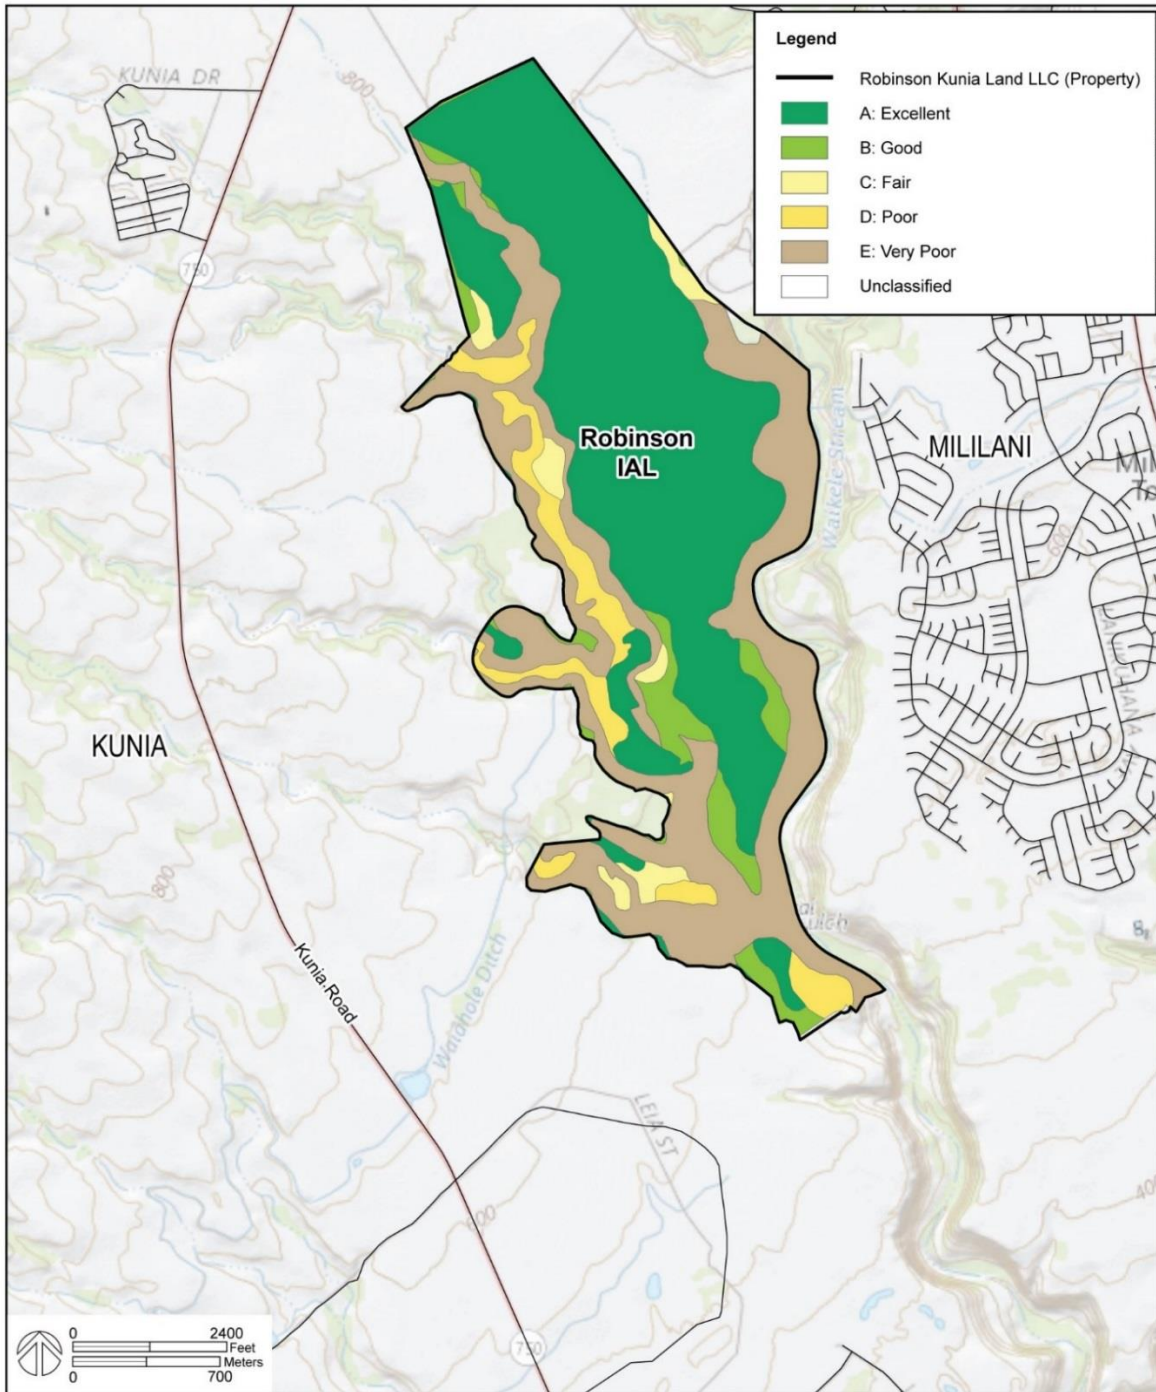 Legend
Robinson Kunia Land LLC (Property)
A: Excellent
B: Good
C: Fair
D: Poor
E: Very Poor
Unclassified
KUNIA DR
800
750
Robinson
IAL
Waikele Stream
MILILANI
600
KUNIA
800
Kunia Road
Waiahole Ditch
LEIA ST
600
400
750
0 2400
Feet
Meters
0 700